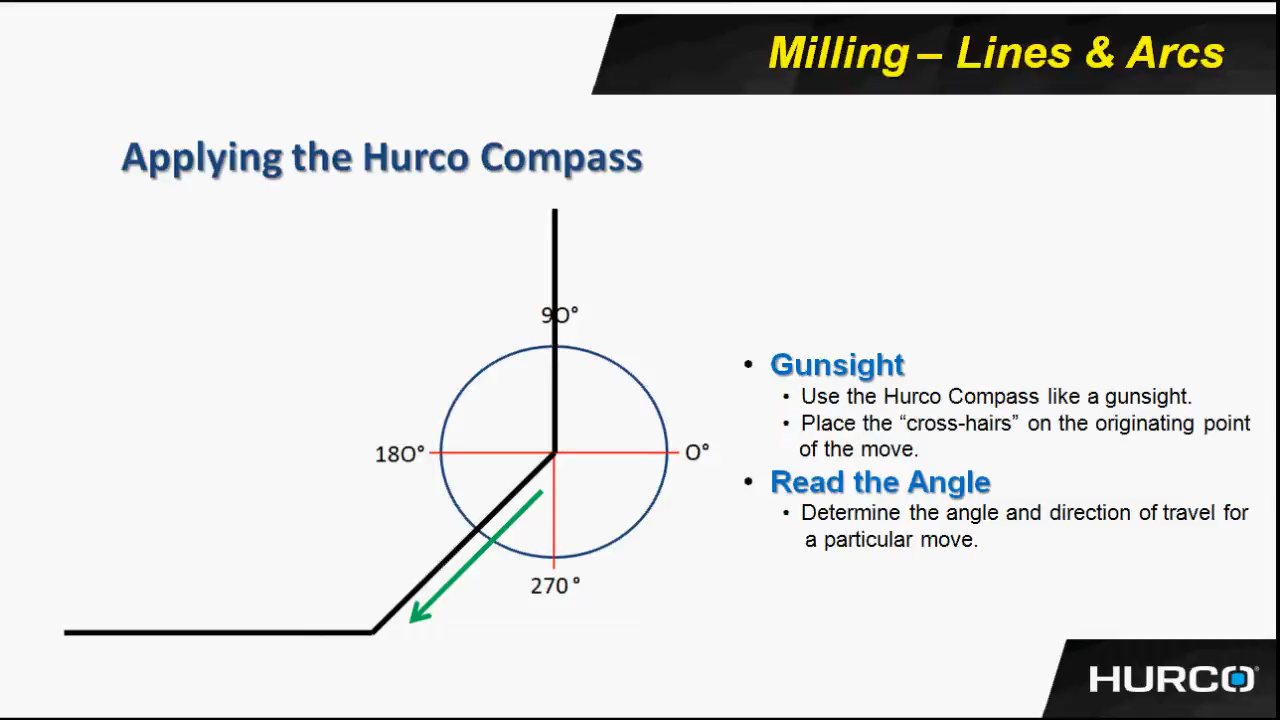 Milling – Lines & Arcs
Applying the Hurco Compass
90°
180°
0°
270°
• Gunsight
• Use the Hurco Compass like a gunsight.
• Place the “cross-hairs” on the originating point
of the move.
• Read the Angle
• Determine the angle and direction of travel for
a particular move.
HURCO®